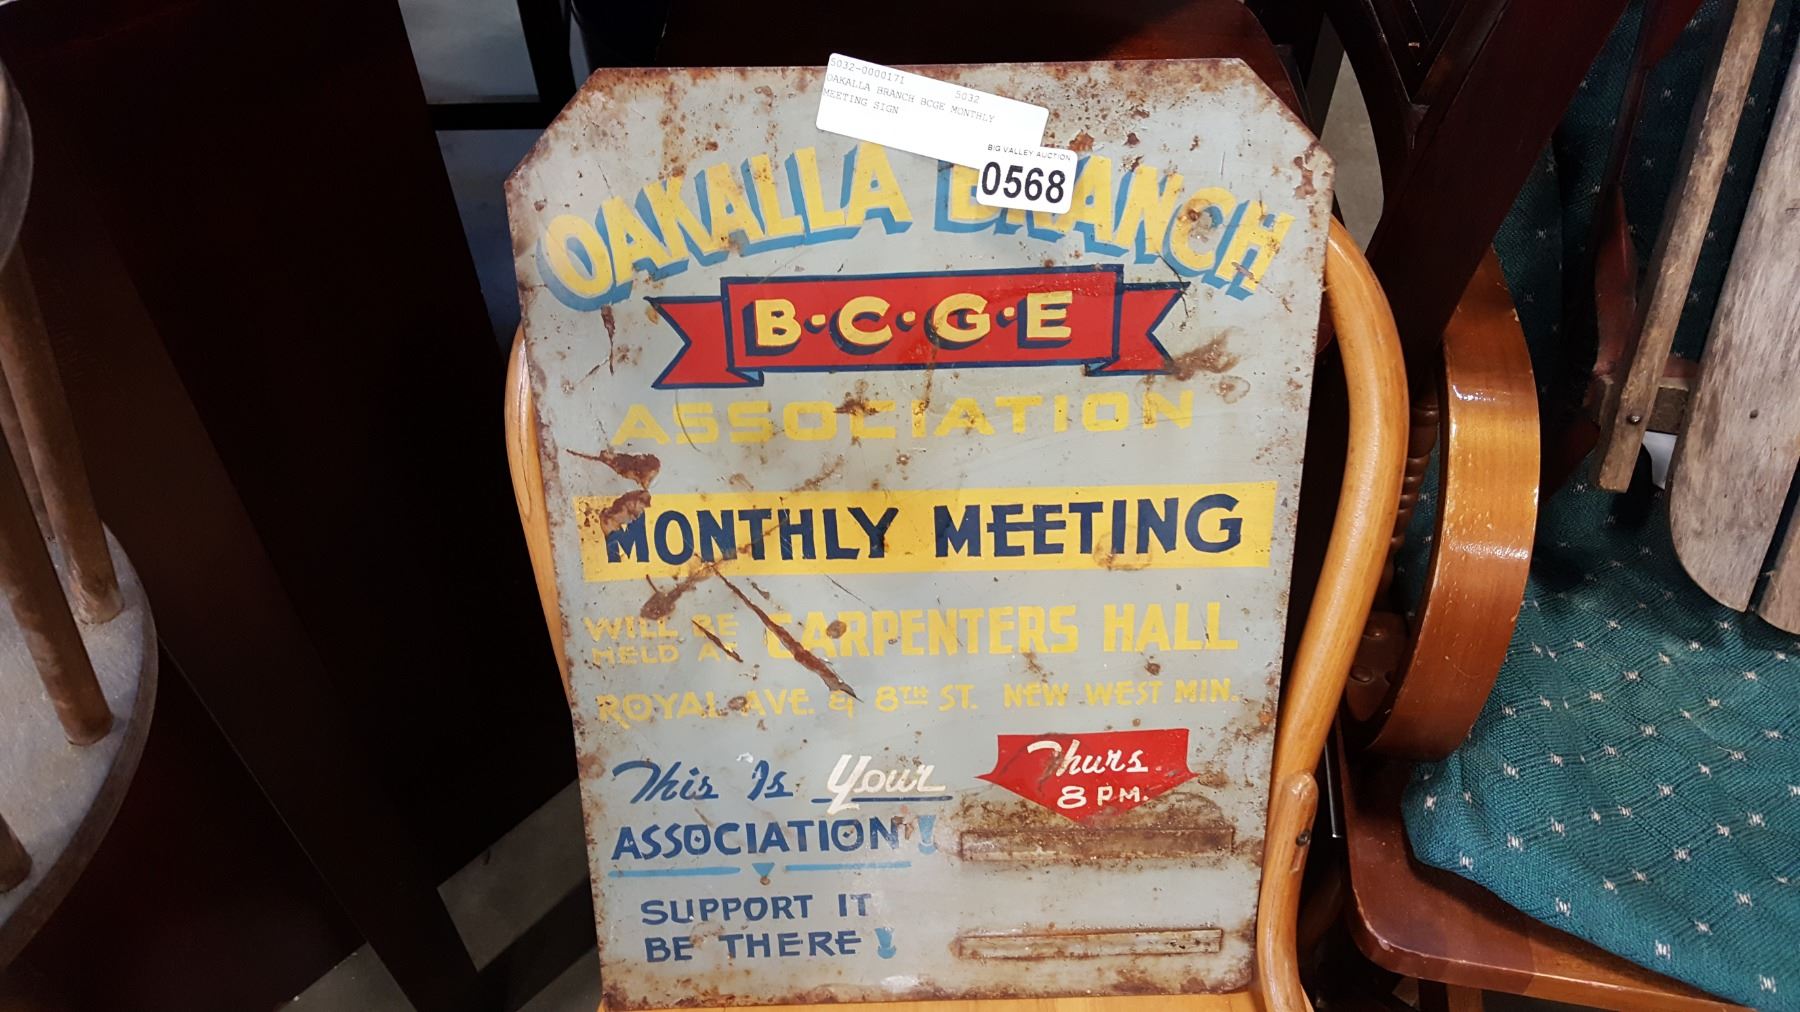 5032-0000171
5032
OAKALLA BRANCH BCGE MONTHLY
MEETING SIGN
BIG VALLEY AUCTION
0568
OAKALLA BRANCH
B·C·G·E
ASSOCIATION
MONTHLY MEETING
WILL BE
HELD AT
CARPENTERS HALL
ROYAL AVE. & 8TH ST. NEW WEST MIN.
This Is Your
ASSOCIATION!
Thurs.
8 PM.
SUPPORT IT
BE THERE!